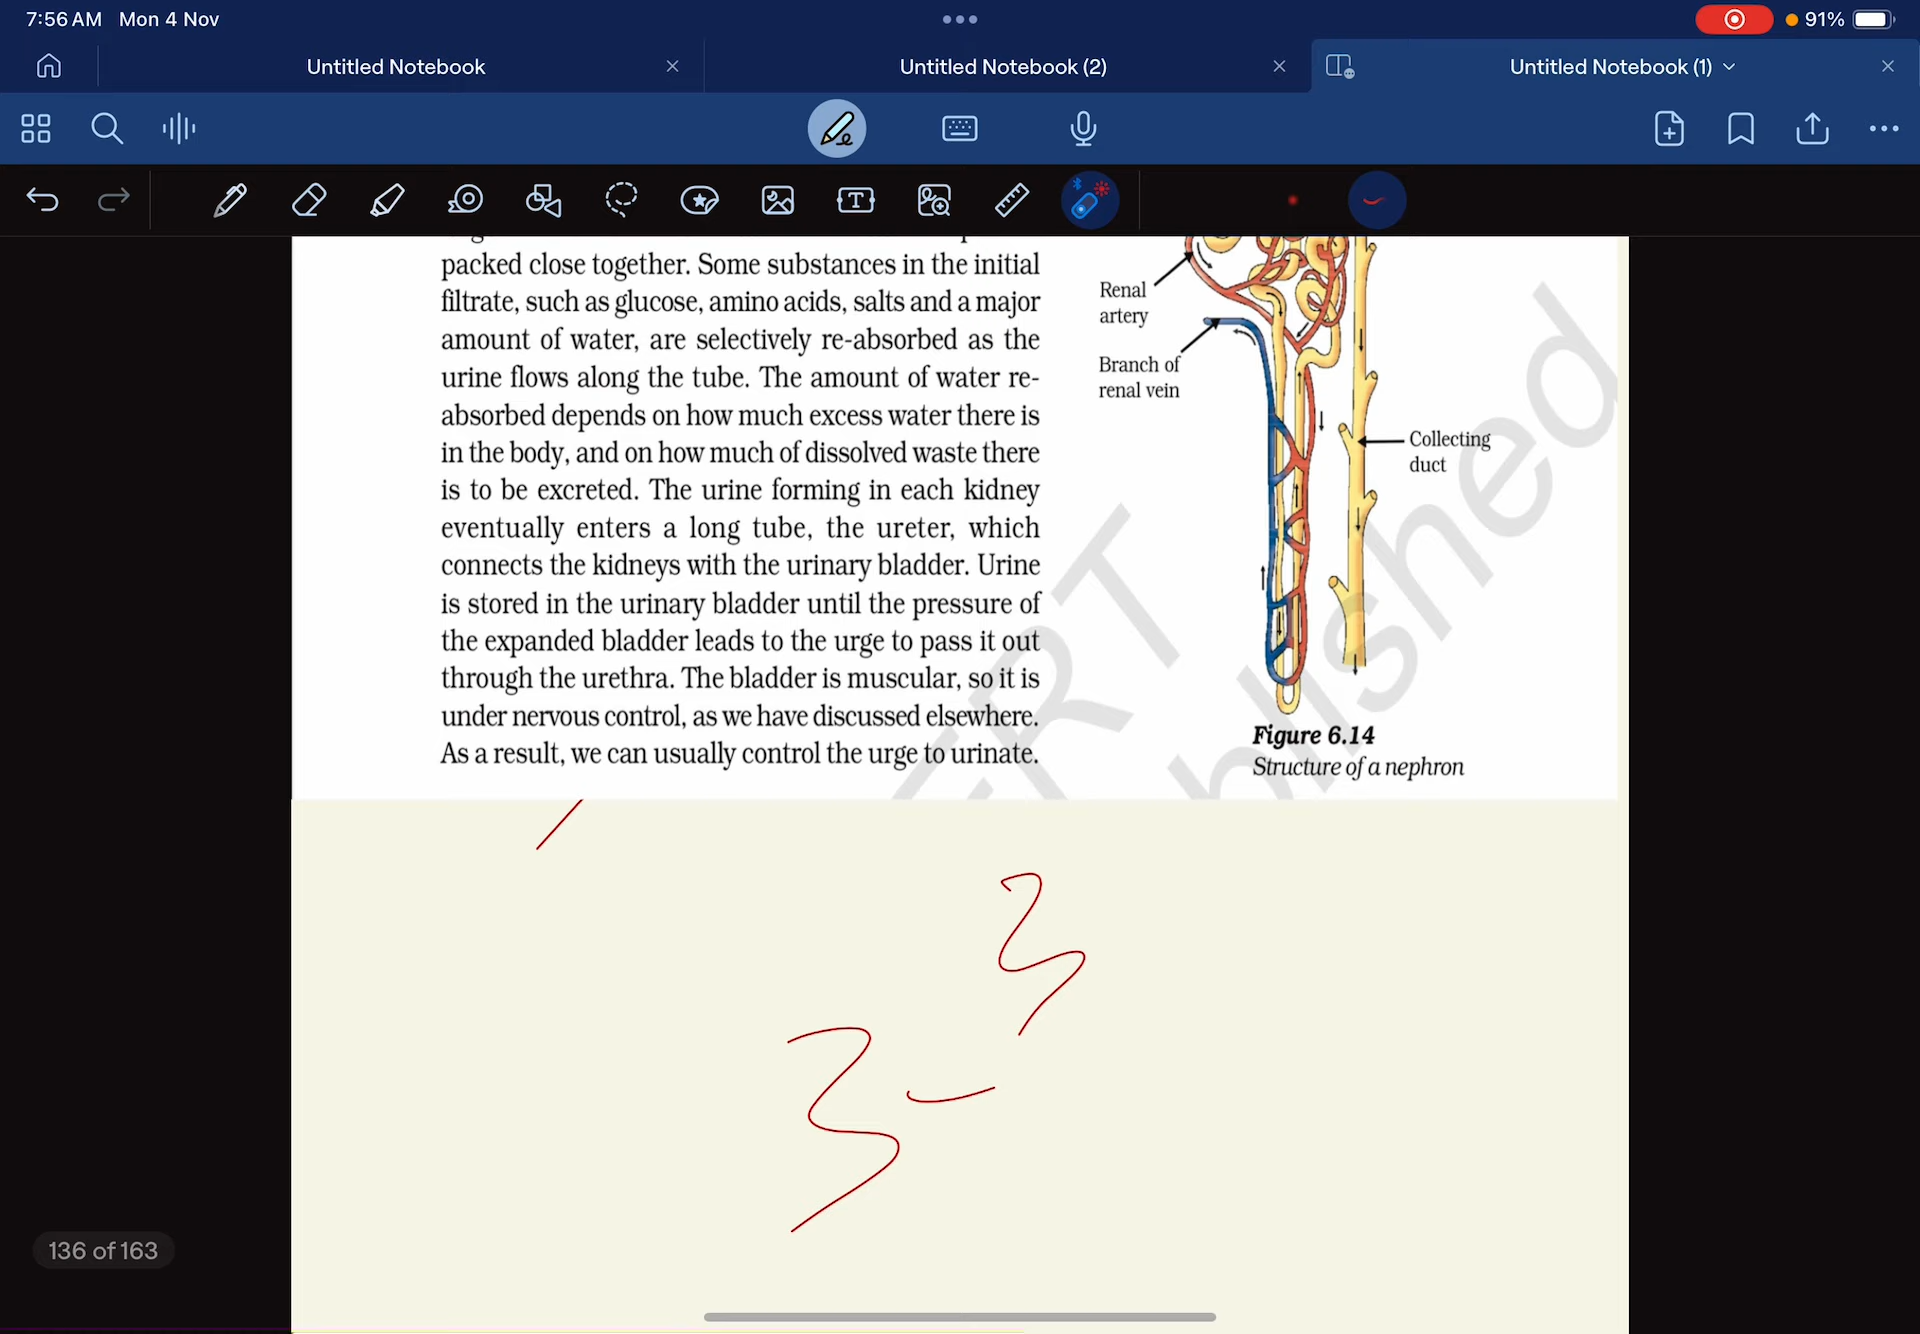 7:56 AM Mon 4 Nov
91%
Untitled Notebook
Untitled Notebook (2)
Untitled Notebook (1)
packed close together. Some substances in the initial
filtrate, such as glucose, amino acids, salts and a major
amount of water, are selectively re-absorbed as the
urine flows along the tube. The amount of water re-
absorbed depends on how much excess water there is
in the body, and on how much of dissolved waste there
is to be excreted. The urine forming in each kidney
eventually enters a long tube, the ureter, which
connects the kidneys with the urinary bladder. Urine
is stored in the urinary bladder until the pressure of
the expanded bladder leads to the urge to pass it out
through the urethra. The bladder is muscular, so it is
under nervous control, as we have discussed elsewhere.
As a result, we can usually control the urge to urinate.
Renal
artery
Branch of
renal vein
Collecting
duct
Figure 6.14
Structure of a nephron
136 of 163